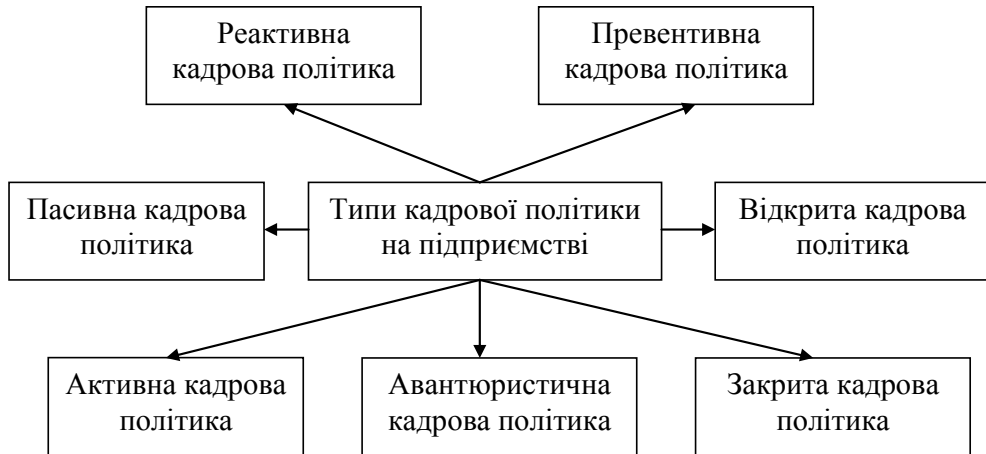 Реактивна
кадрова політика
Превентивна
кадрова політика
Пасивна кадрова
політика
Типи кадрової політики
на підприємстві
Відкрита кадрова
політика
Активна кадрова
політика
Авантюристична
кадрова політика
Закрита кадрова
політика